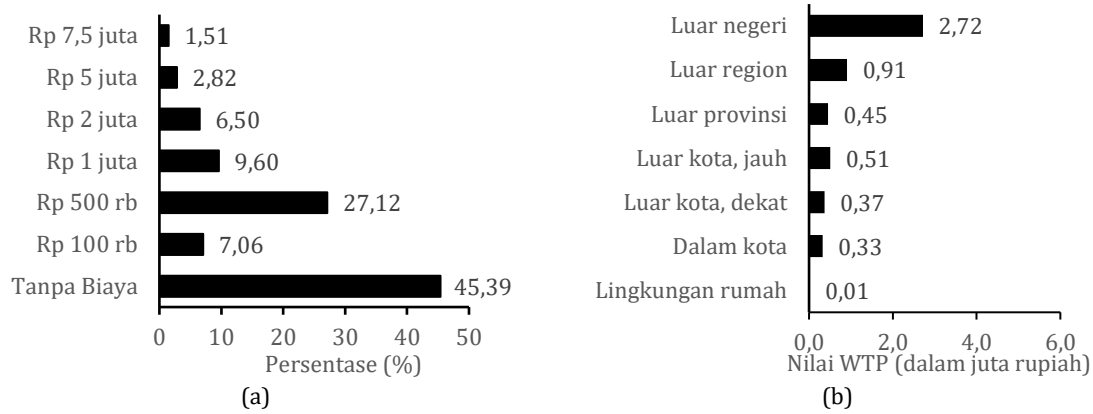 Rp 7,5 juta 1,51
Rp 5 juta 2,82
Rp 2 juta 6,50
Rp 1 juta 9,60
Rp 500 rb 27,12
Rp 100 rb 7,06
Tanpa Biaya 45,39
0 10 20 30 40 50
Persentase (%)
(a)
Luar negeri 2,72
Luar region 0,91
Luar provinsi 0,45
Luar kota, jauh 0,51
Luar kota, dekat 0,37
Dalam kota 0,33
Lingkungan rumah 0,01
0,0 2,0 4,0 6,0
Nilai WTP (dalam juta rupiah)
(b)